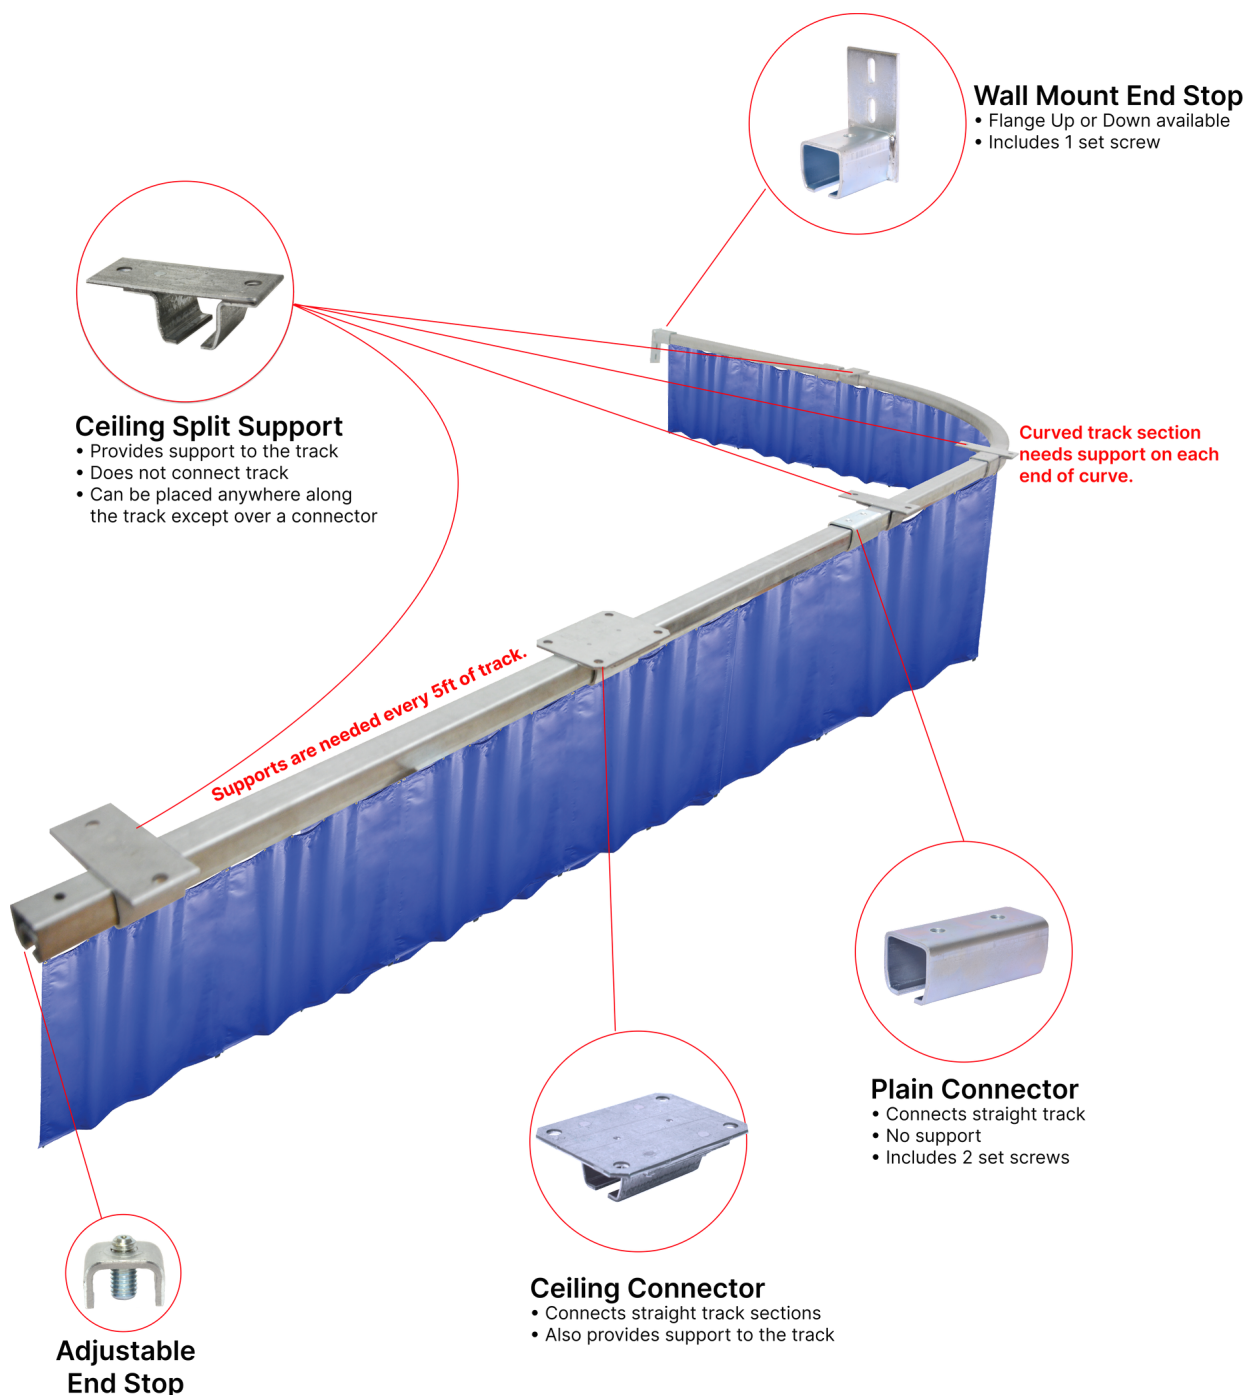 Wall Mount End Stop
• Flange Up or Down available
• Includes 1 set screw
Ceiling Split Support
• Provides support to the track
• Does not connect track
• Can be placed anywhere along
the track except over a connector
Curved track section
needs support on each
end of curve.
Supports are needed every 5ft of track.
Plain Connector
• Connects straight track
• No support
• Includes 2 set screws
Ceiling Connector
• Connects straight track sections
• Also provides support to the track
Adjustable
End Stop